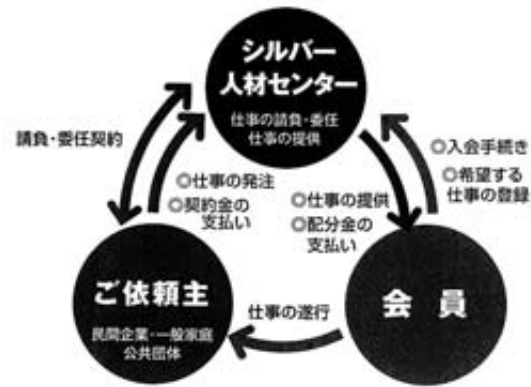 シルバー
人材センター
仕事の請負・委任
仕事の提供
請負・委任契約
◎入会手続き
◎希望する
仕事の登録
◎仕事の発注
◎契約金の
支払い
◎仕事の提供
◎配分金の
支払い
ご依頼主
民間企業・一般家庭
公共団体
仕事の遂行
会員